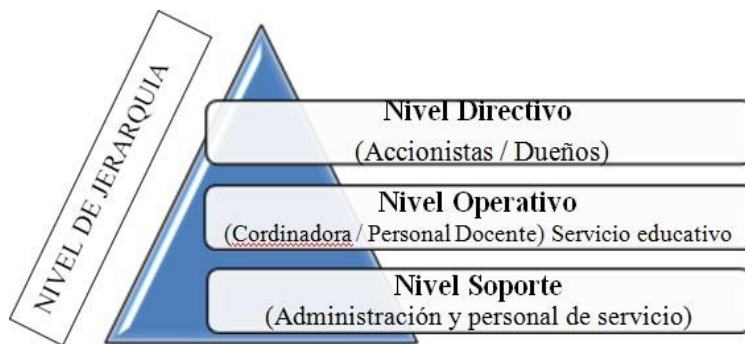 NIVEL DE JERARQUIA
Nivel Directivo
(Accionistas / Dueños)
Nivel Operativo
(Cordinadora / Personal Docente) Servicio educativo
Nivel Soporte
(Administración y personal de servicio)